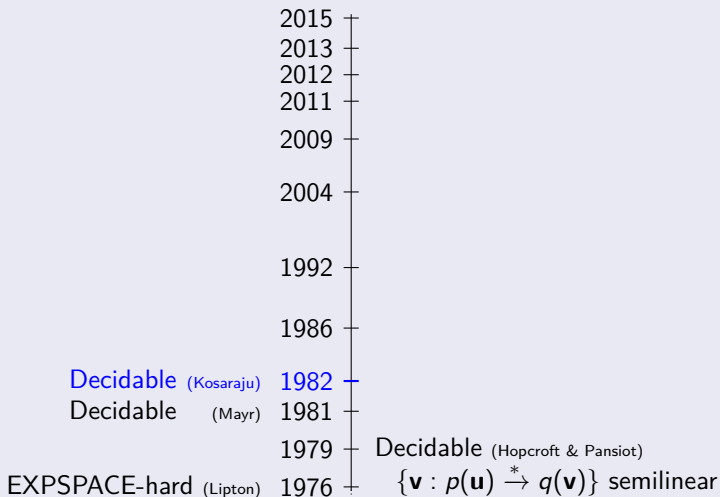 2015
2013
2012
2011
2009
2004
1992
1986
Decidable (Kosaraju) 1982
Decidable (Mayr) 1981
1979 Decidable (Hopcroft & Pansiot)
EXPSPACE-hard (Lipton) 1976 {v : p(u) →* q(v)} semilinear